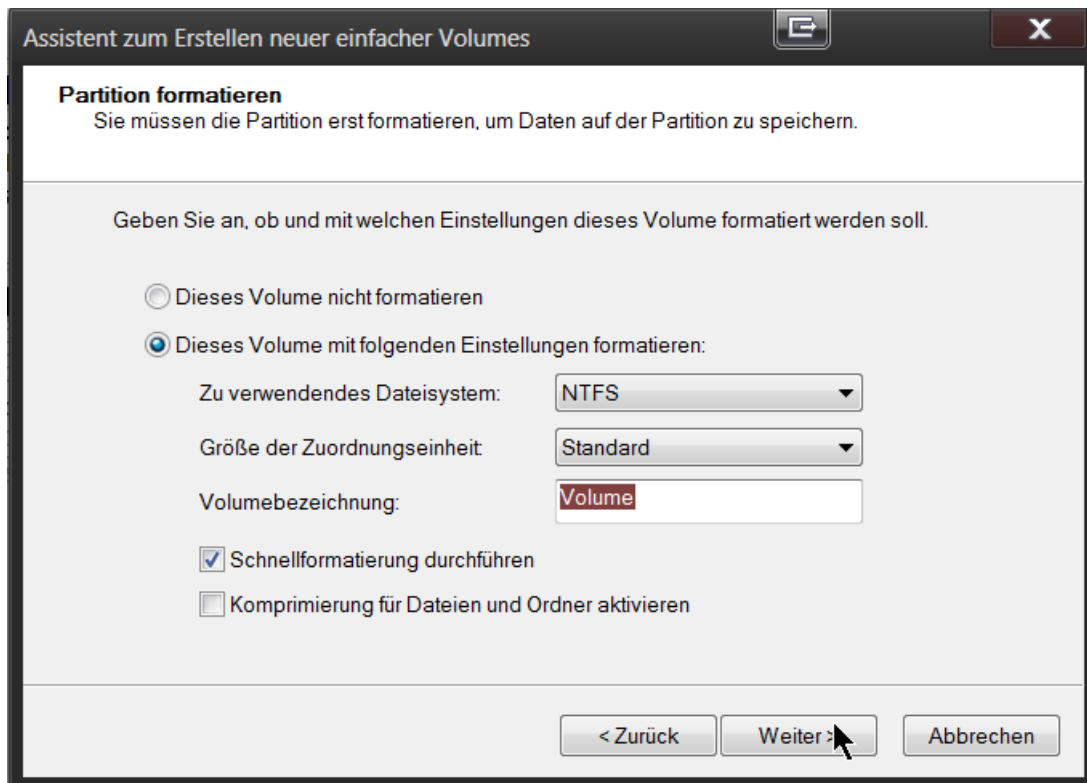 Assistent zum Erstellen neuer einfacher Volumes
Partition formatieren
Sie müssen die Partition erst formatieren, um Daten auf der Partition zu speichern.
Geben Sie an, ob und mit welchen Einstellungen dieses Volume formatiert werden soll.
Dieses Volume nicht formatieren
Dieses Volume mit folgenden Einstellungen formatieren:
Zu verwendendes Dateisystem: NTFS
Größe der Zuordnungseinheit: Standard
Volumebezeichnung: Volume
Schnellformatierung durchführen
Komprimierung für Dateien und Ordner aktivieren
< Zurück Weiter > Abbrechen